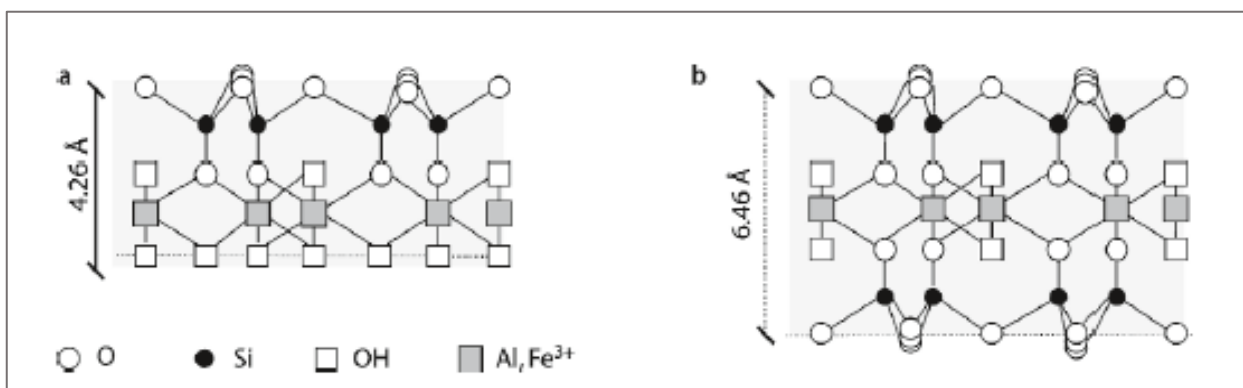 a
4.26 Å
b
6.46 Å
O
Si
OH
Al, Fe³⁺